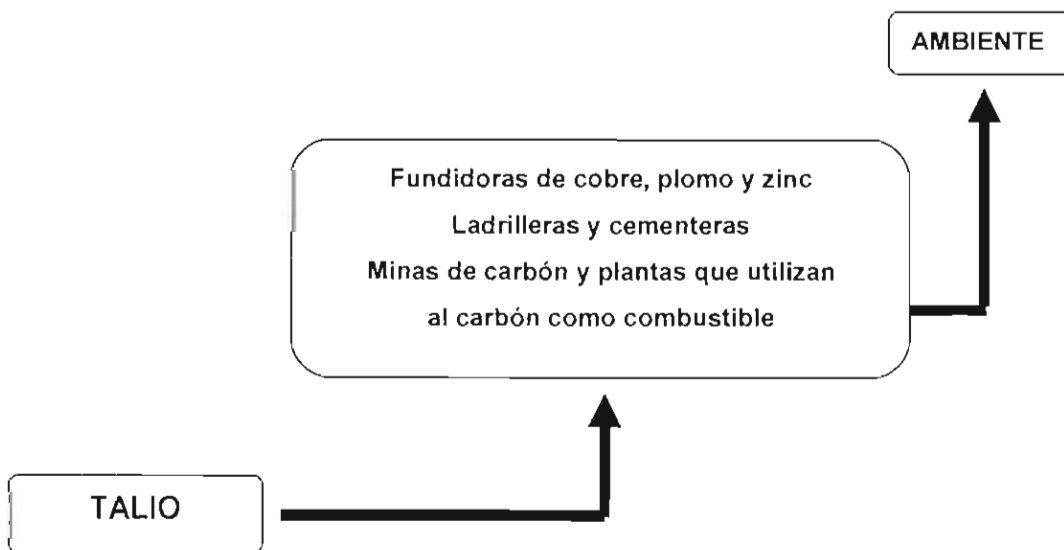 AMBIENTE
Fundidoras de cobre, plomo y zinc
Ladrilleras y cementeras
Minas de carbón y plantas que utilizan
al carbón como combustible
TALIO